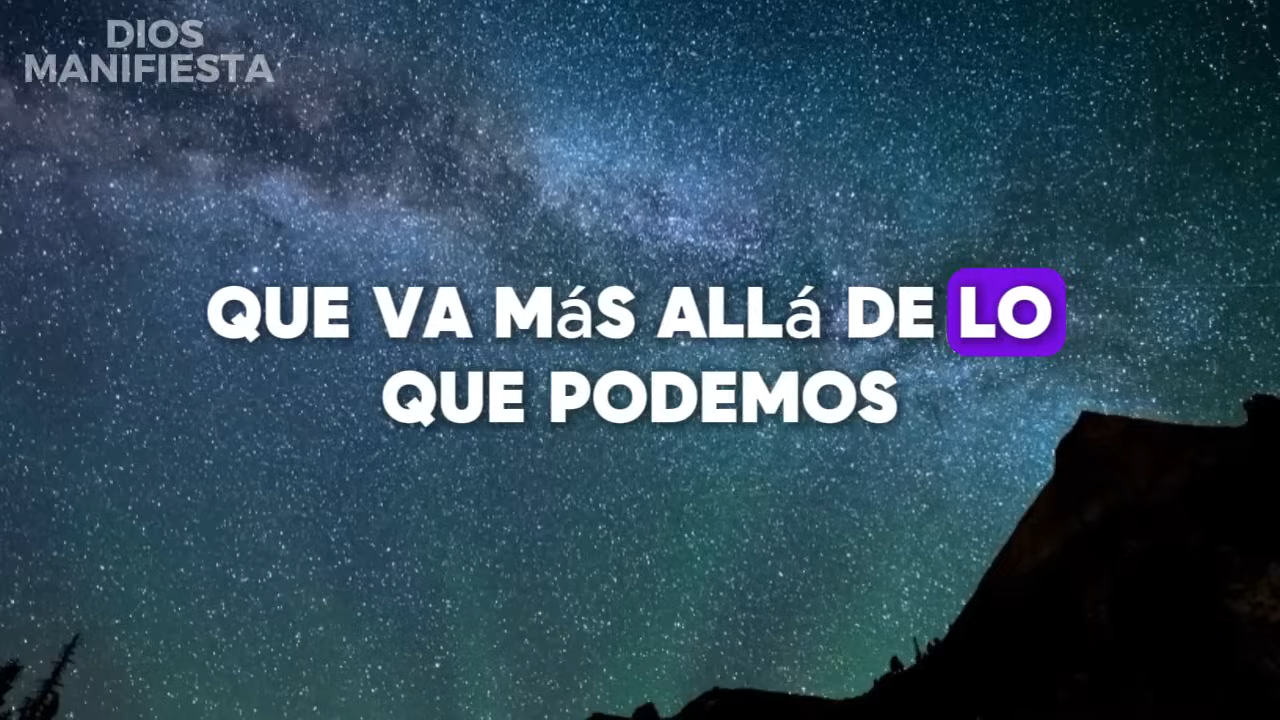 DIOS
MANIFIESTA
QUE VA MáS ALLá DE LO
QUE PODEMOS